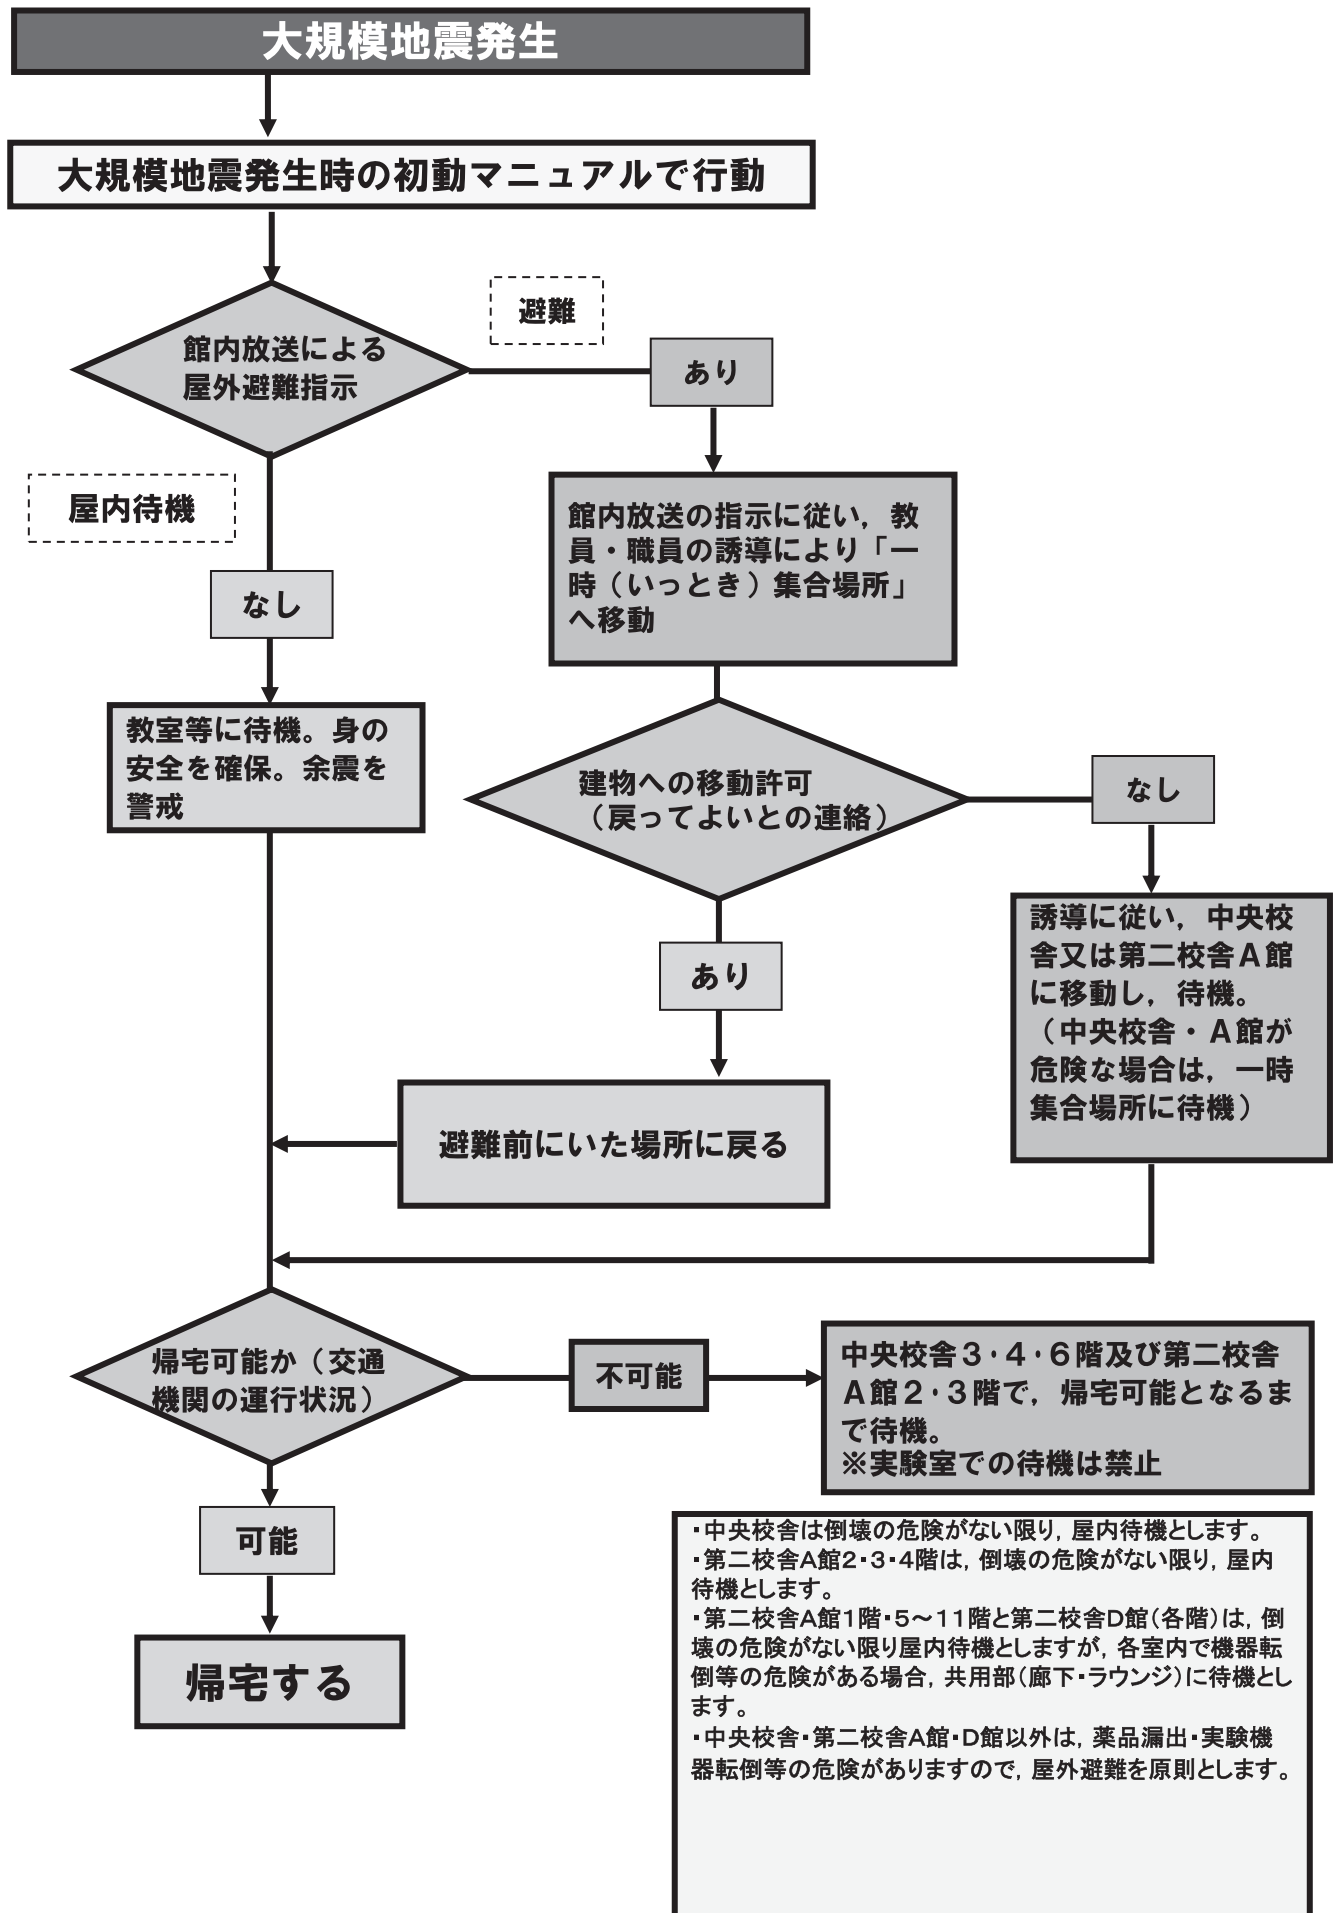 大規模地震発生
大規模地震発生時の初動マニュアルで行動
館内放送による
屋外避難指示
避難
あり
屋内待機
なし
館内放送の指示に従い，教
員・職員の誘導により「一
時（いっとき）集合場所」
へ移動
教室等に待機。身の
安全を確保。余震を
警戒
建物への移動許可
（戻ってよいとの連絡）
なし
あり
誘導に従い，中央校
舎又は第二校舎Ａ館
に移動し，待機。
（中央校舎・Ａ館が
危険な場合は，一時
集合場所に待機）
避難前にいた場所に戻る
帰宅可能か（交通
機関の運行状況）
不可能
中央校舎３・４・６階及び第二校舎
Ａ館２・３階で，帰宅可能となるま
で待機。
※実験室での待機は禁止
可能
帰宅する
・中央校舎は倒壊の危険がない限り，屋内待機とします。
・第二校舎A館2・3・4階は，倒壊の危険がない限り，屋内
待機とします。
・第二校舎A館1階・5～11階と第二校舎D館（各階）は，倒
壊の危険がない限り屋内待機としますが，各室内で機器転
倒等の危険がある場合，共用部（廊下・ラウンジ）に待機とし
ます。
・中央校舎・第二校舎A館・D館以外は，薬品漏出・実験機
器転倒等の危険がありますので，屋外避難を原則とします。